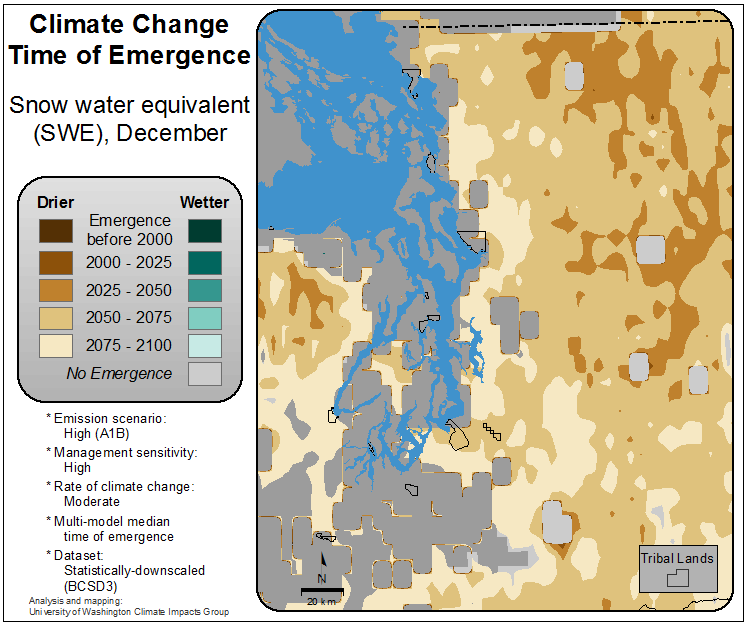 Climate Change
Time of Emergence
Snow water equivalent
(SWE), December
Drier Wetter
Emergence
before 2000
2000 - 2025
2025 - 2050
2050 - 2075
2075 - 2100
No Emergence
* Emission scenario:
High (A1B)
* Management sensitivity:
High
* Rate of climate change:
Moderate
* Multi-model median
time of emergence
* Dataset:
Statistically-downscaled
(BCSD3)
Analysis and mapping:
University of Washington Climate Impacts Group
N
20 km
Tribal Lands